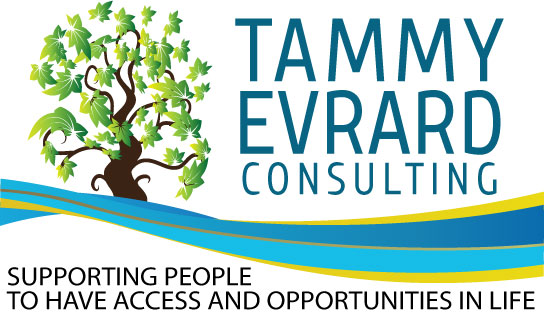 TAMMY
EVRARD
CONSULTING
SUPPORTING PEOPLE
TO HAVE ACCESS AND OPPORTUNITIES IN LIFE